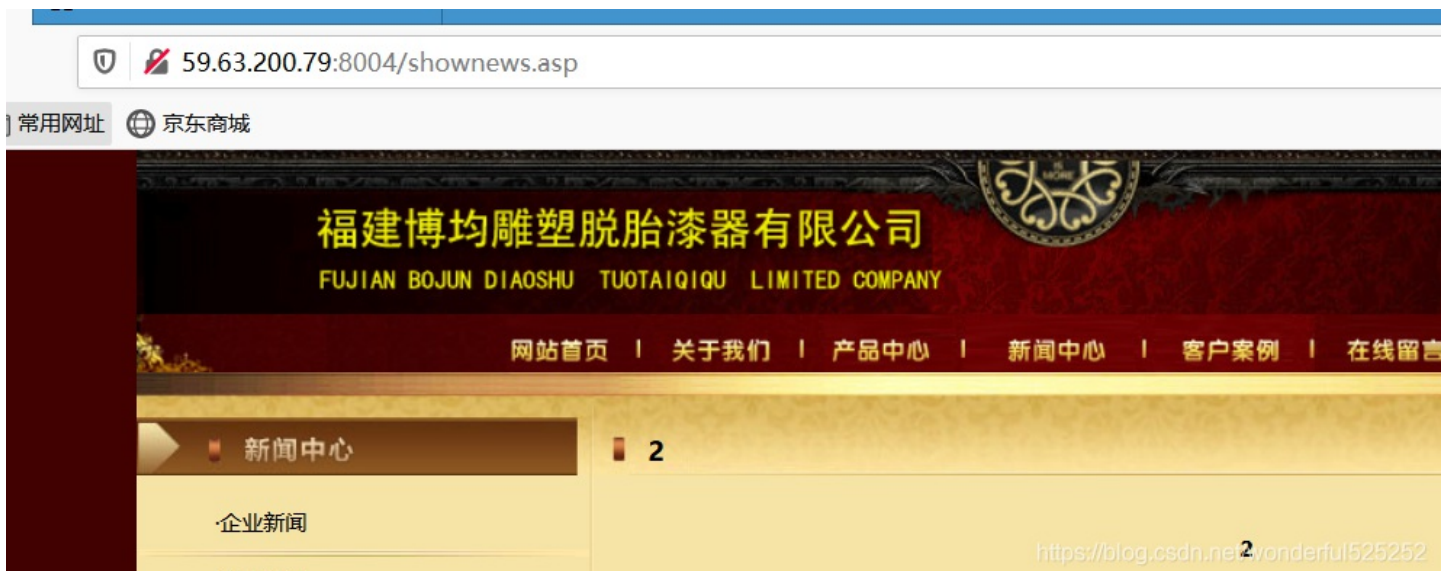 59.63.200.79:8004/shownews.asp
常用网址 京东商城
IS
MORE
福建博均雕塑脱胎漆器有限公司
FUJIAN BOJUN DIAOSHU TUOTAIQIQU LIMITED COMPANY
网站首页 | 关于我们 | 产品中心 | 新闻中心 | 客户案例 | 在线留言
新闻中心
2
·企业新闻
2
https://blog.csdn.net/wonderful525252